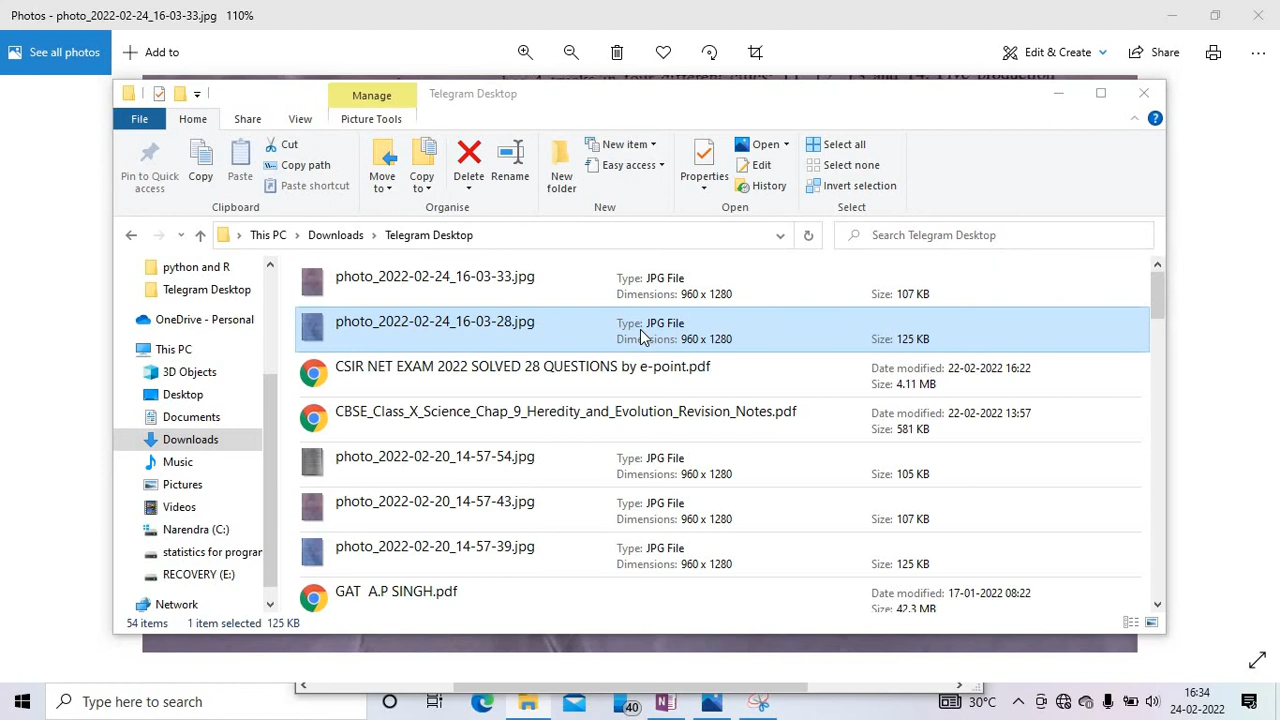 Photos - photo_2022-02-24_16-03-33.jpg   110%
See all photos
Add to
Edit & Create
Share
Manage
Telegram Desktop
File
Home
Share
View
Picture Tools
Pin to Quick access
Copy
Paste
Cut
Copy path
Paste shortcut
Clipboard
Move to
Copy to
Delete
Rename
Organise
New folder
New item
Easy access
New
Properties
Open
Edit
History
Open
Select all
Select none
Invert selection
Select
This PC > Downloads > Telegram Desktop
Search Telegram Desktop
python and R
Telegram Desktop
OneDrive - Personal
This PC
3D Objects
Desktop
Documents
Downloads
Music
Pictures
Videos
Narendra (C:)
statistics for progran
RECOVERY (E:)
Network
photo_2022-02-24_16-03-33.jpg Type: JPG File
Dimensions: 960 x 1280 Size: 107 KB
photo_2022-02-24_16-03-28.jpg Type: JPG File
Dimensions: 960 x 1280 Size: 125 KB
CSIR NET EXAM 2022 SOLVED 28 QUESTIONS by e-point.pdf Date modified: 22-02-2022 16:22
Size: 4.11 MB
CBSE_Class_X_Science_Chap_9_Heredity_and_Evolution_Revision_Notes.pdf Date modified: 22-02-2022 13:57
Size: 581 KB
photo_2022-02-20_14-57-54.jpg Type: JPG File
Dimensions: 960 x 1280 Size: 105 KB
photo_2022-02-20_14-57-43.jpg Type: JPG File
Dimensions: 960 x 1280 Size: 107 KB
photo_2022-02-20_14-57-39.jpg Type: JPG File
Dimensions: 960 x 1280 Size: 125 KB
GAT  A.P SINGH.pdf Date modified: 17-01-2022 08:22
Size: 42.3 MB
54 items 1 item selected 125 KB
Type here to search
40
30°C
16:34
24-02-2022